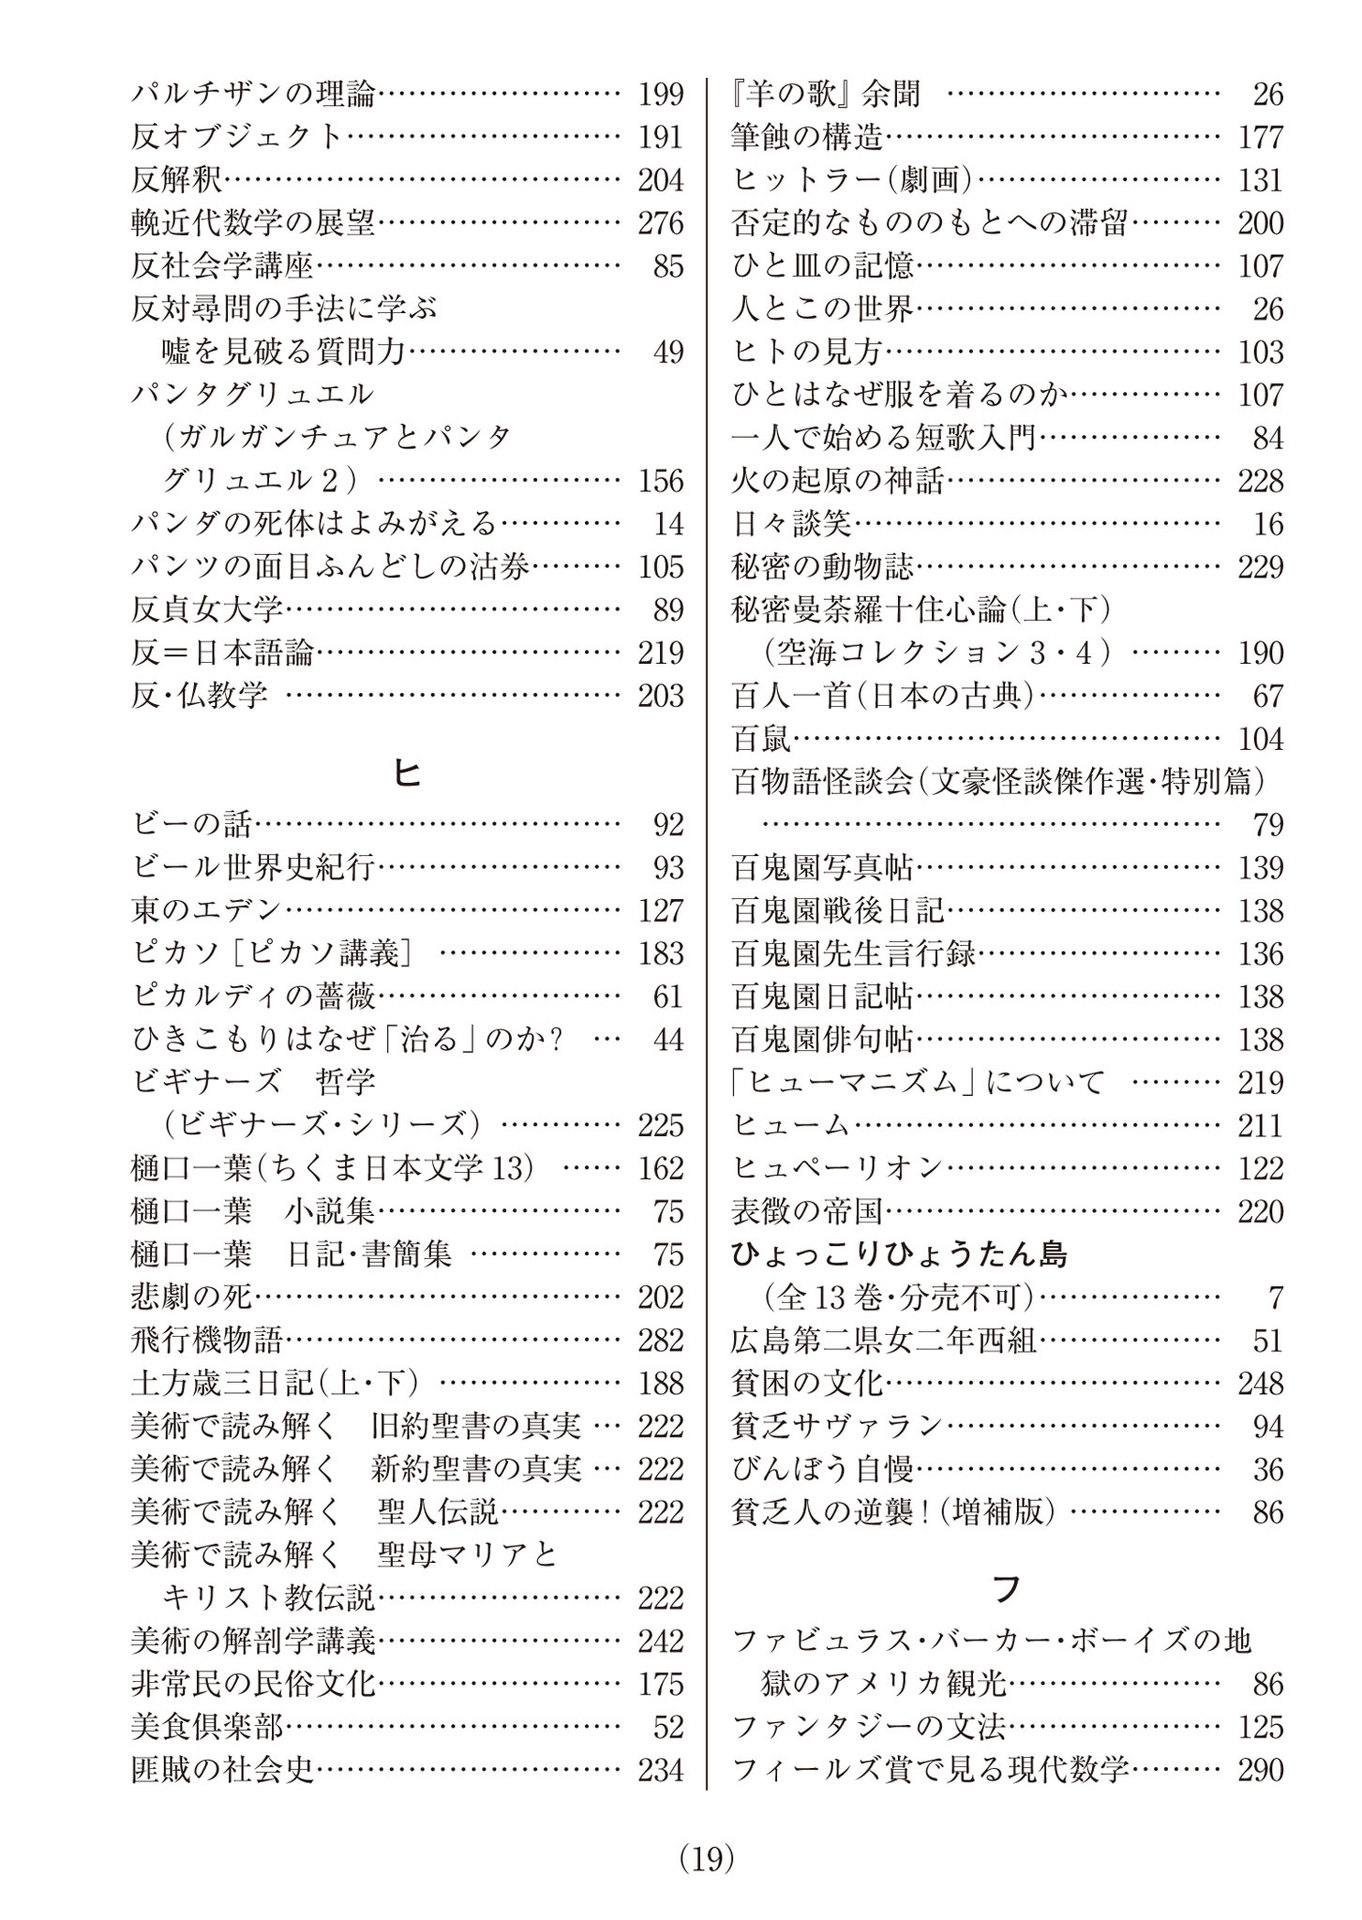 パルチザンの理論…………………… 199
反オブジェクト……………………… 191
反解釈………………………………… 204
輓近代数学の展望…………………… 276
反社会学講座………………………… 85
反対尋問の手法に学ぶ
嘘を見破る質問力………………… 49
パンタグリュエル
(ガルガンチュアとパンタ
グリュエル2) …………………… 156
パンダの死体はよみがえる………… 14
パンツの面目ふんどしの沽券……… 105
反貞女大学…………………………… 89
反=日本語論………………………… 219
反・仏教学 …………………………… 203
ヒ
ビーの話……………………………… 92
ビール世界史紀行…………………… 93
東のエデン…………………………… 127
ピカソ[ピカソ講義] ……………… 183
ピカルディの薔薇…………………… 61
ひきこもりはなぜ「治る」のか? … 44
ビギナーズ 哲学
(ビギナーズ・シリーズ) ………… 225
樋口一葉(ちくま日本文学13) …… 162
樋口一葉 小説集…………………… 75
樋口一葉 日記・書簡集 …………… 75
悲劇の死……………………………… 202
飛行機物語…………………………… 282
土方歳三日記(上・下) ……………… 188
美術で読み解く 旧約聖書の真実 … 222
美術で読み解く 新約聖書の真実 … 222
美術で読み解く 聖人伝説………… 222
美術で読み解く 聖母マリアと
キリスト教伝説…………………… 222
美術の解剖学講義…………………… 242
非常民の民俗文化…………………… 175
美食倶楽部…………………………… 52
匪賊の社会史………………………… 234
『羊の歌』余聞 ……………………… 26
筆蝕の構造…………………………… 177
ヒットラー(劇画)…………………… 131
否定的なもののもとへの滞留……… 200
ひと皿の記憶………………………… 107
人とこの世界………………………… 26
ヒトの見方…………………………… 103
ひとはなぜ服を着るのか…………… 107
一人で始める短歌入門……………… 84
火の起原の神話……………………… 228
日々談笑……………………………… 16
秘密の動物誌………………………… 229
秘密曼荼羅十住心論(上・下)
(空海コレクション3・4) ……… 190
百人一首(日本の古典)……………… 67
百鼠…………………………………… 104
百物語怪談会(文豪怪談傑作選・特別篇)
……………………………………… 79
百鬼園写真帖………………………… 139
百鬼園戦後日記……………………… 138
百鬼園先生言行録…………………… 136
百鬼園日記帖………………………… 138
百鬼園俳句帖………………………… 138
「ヒューマニズム」について ……… 219
ヒューム……………………………… 211
ヒュペーリオン……………………… 122
表徴の帝国…………………………… 220
ひょっこりひょうたん島
(全13巻・分売不可)……………… 7
広島第二県女二年西組……………… 51
貧困の文化…………………………… 248
貧乏サヴァラン……………………… 94
びんぼう自慢………………………… 36
貧乏人の逆襲!(増補版) …………… 86
フ
ファビュラス・バーカー・ボーイズの地
獄のアメリカ観光………………… 86
ファンタジーの文法………………… 125
フィールズ賞で見る現代数学……… 290
(19)